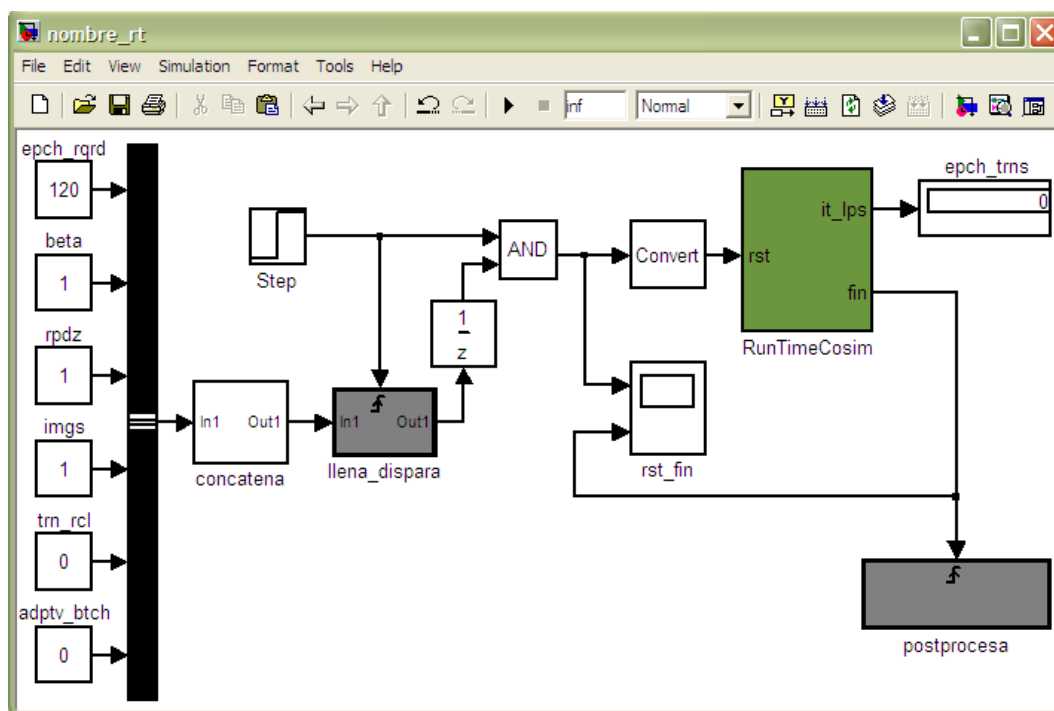 nombre_rt
File Edit View Simulation Format Tools Help
inf Normal
epch_rqrd
120
beta
1
rpdz
1
imgs
1
trn_rcl
0
adptv_btch
0
In1 Out1
concatena
Step
In1 Out1
llena_dispara
1
z
AND
Convert
rst_fin
it_lps
rst
fin
RunTimeCosim
epch_trns
0
postprocesa